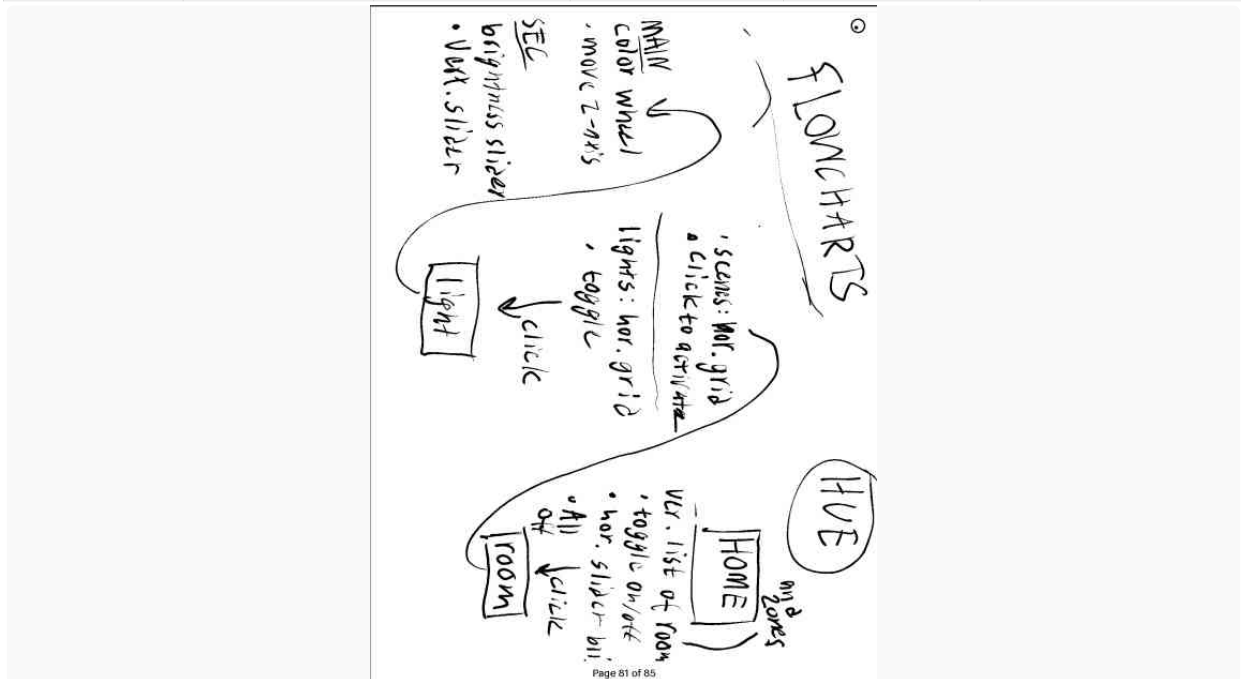 FLOWCHARTS
HUE
HOME
and
zones
ver. list of room
• toggle on/off
• hor. slider bri.
• All
off
click
room
• scenes: hor. grid
• click to activate
lights: hor. grid
• toggle
click
light
MAIN
color wheel
• move 2-axis
SEC
brightness slider
• Vert. slider
Page 81 of 85